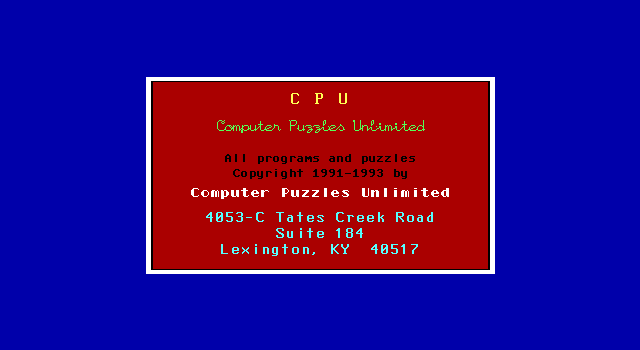 C P U
Computer Puzzles Unlimited
All programs and puzzles
Copyright 1991-1993 by
Computer Puzzles Unlimited
4053-C Tates Creek Road
Suite 184
Lexington, KY  40517